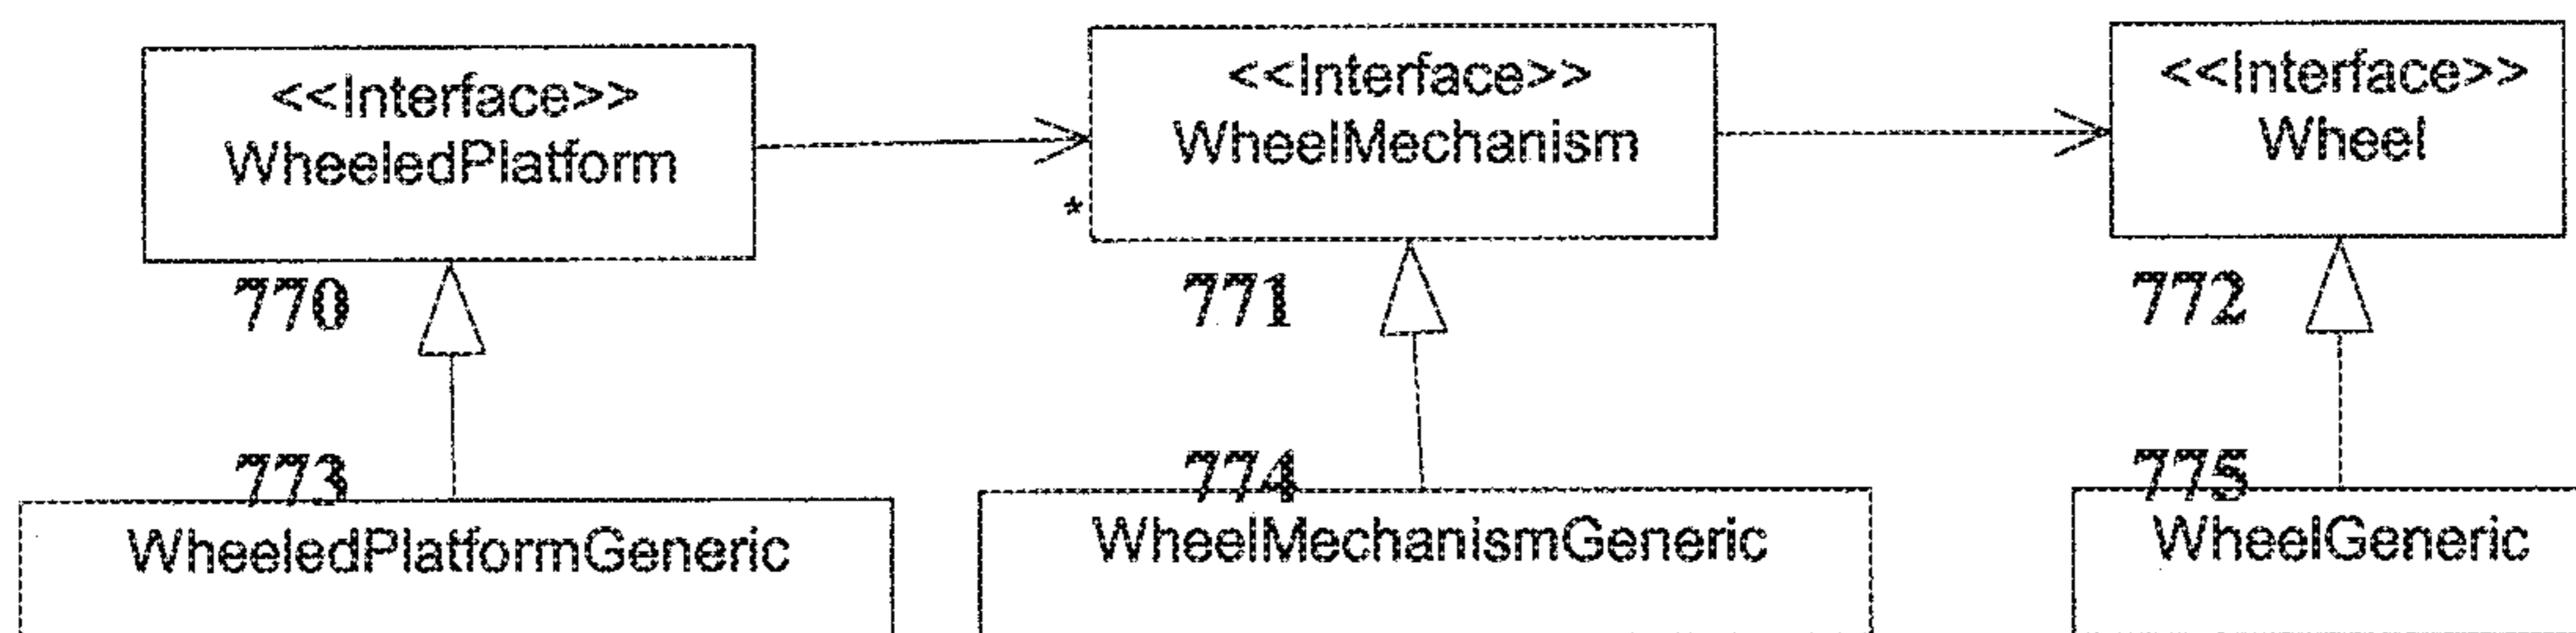 <<Interface>>
WheeledPlatform
*
<<Interface>>
WheelMechanism
<<Interface>>
Wheel
770
771
772
773
774
775
WheeledPlatformGeneric
WheelMechanismGeneric
WheelGeneric